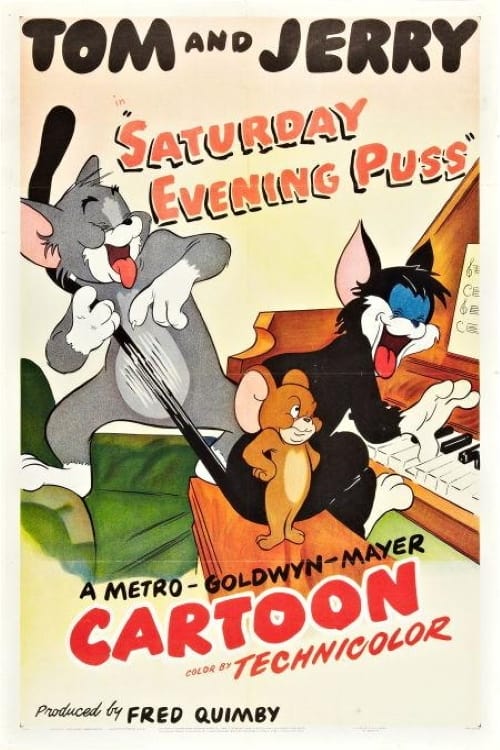 TOM AND JERRY
in
"SATURDAY
EVENING PUSS"
A METRO-GOLDWYN-MAYER
CARTOON
COLOR BY TECHNICOLOR
Produced by FRED QUIMBY